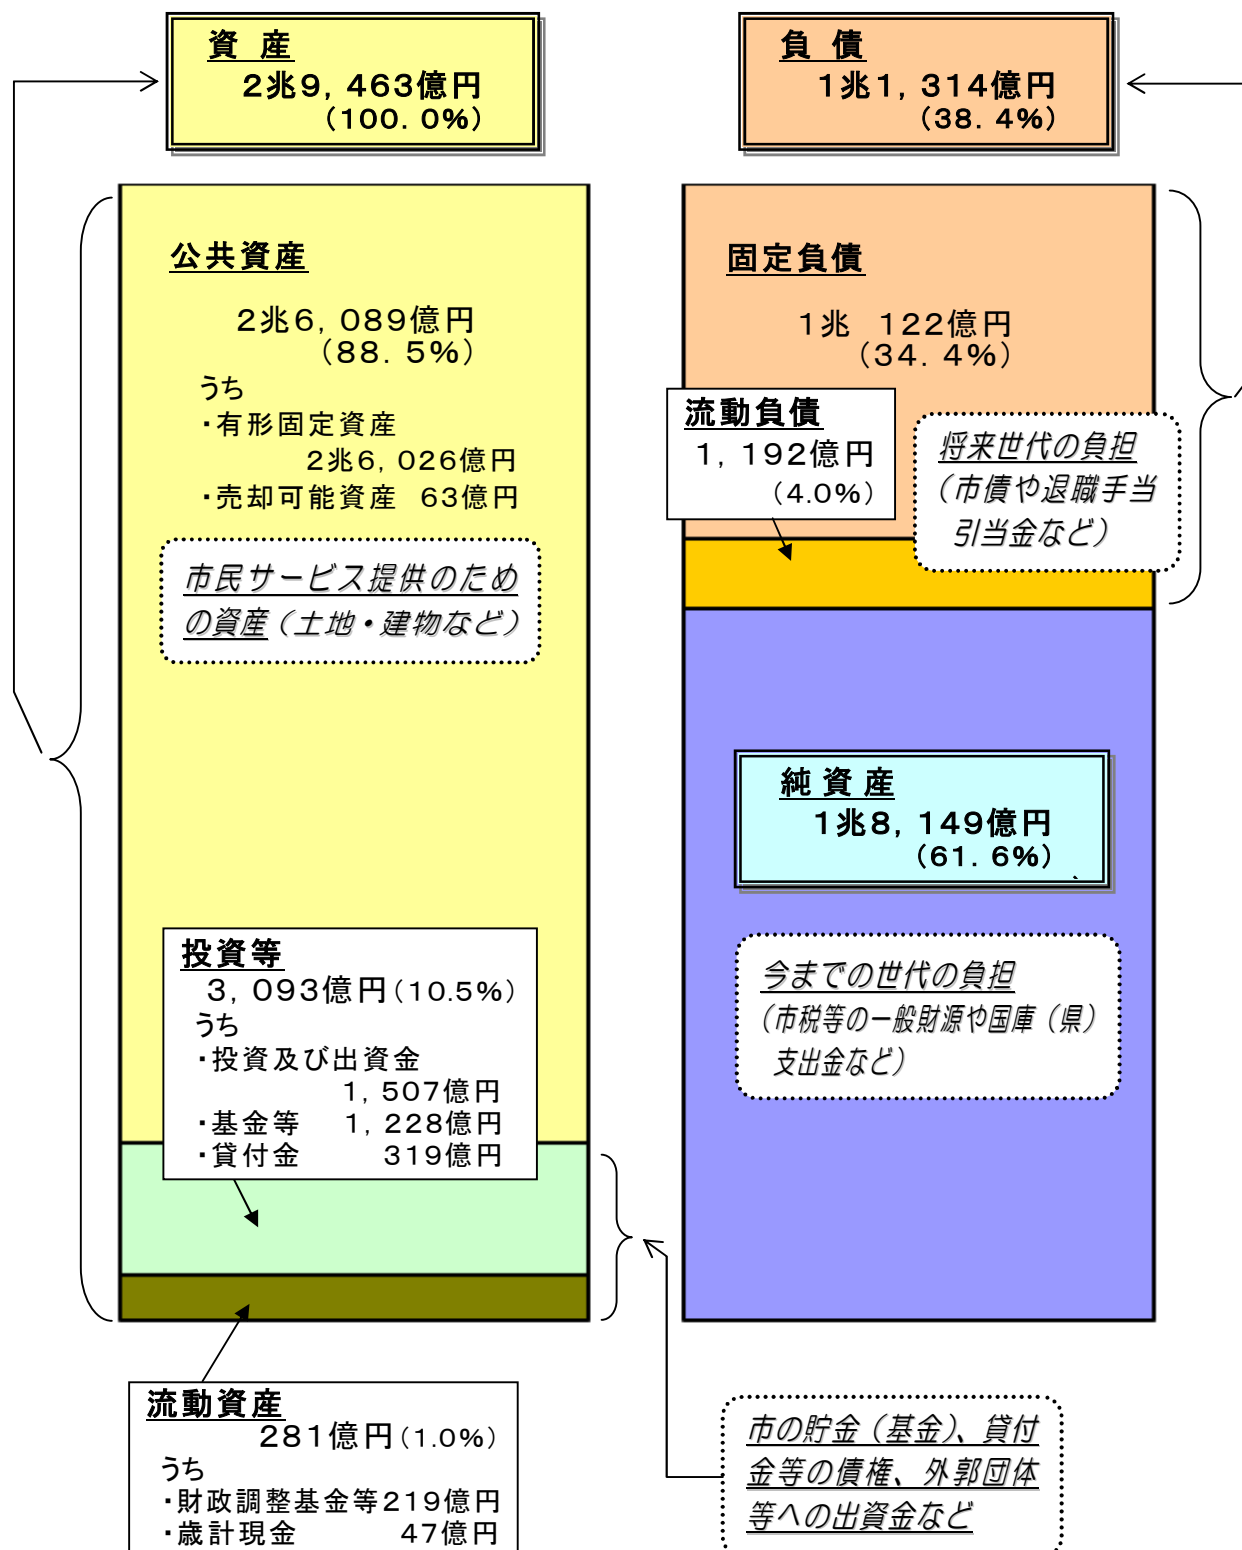 資 産
2兆9，463億円
（100．0%）
負 債
1兆1，314億円
（38．4%）
公共資産
2兆6，089億円
（88．5%）
うち
・有形固定資産
2兆6，026億円
・売却可能資産 63億円
市民サービス提供のため
の資産（土地・建物など）
投資等
3，093億円（10.5%）
うち
・投資及び出資金
1，507億円
・基金等 1，228億円
・貸付金 319億円
流動資産
281億円（1.0%）
うち
・財政調整基金等219億円
・歳計現金 47億円
固定負債
1兆 122億円
（34．4%）
流動負債
1，192億円
（4.0%）
将来世代の負担
（市債や退職手当
引当金など）
純 資 産
1兆8，149億円
（61．6%）
今までの世代の負担
（市税等の一般財源や国庫（県）
支出金など）
市の貯金（基金）、貸付
金等の債権、外郭団体
等への出資金など